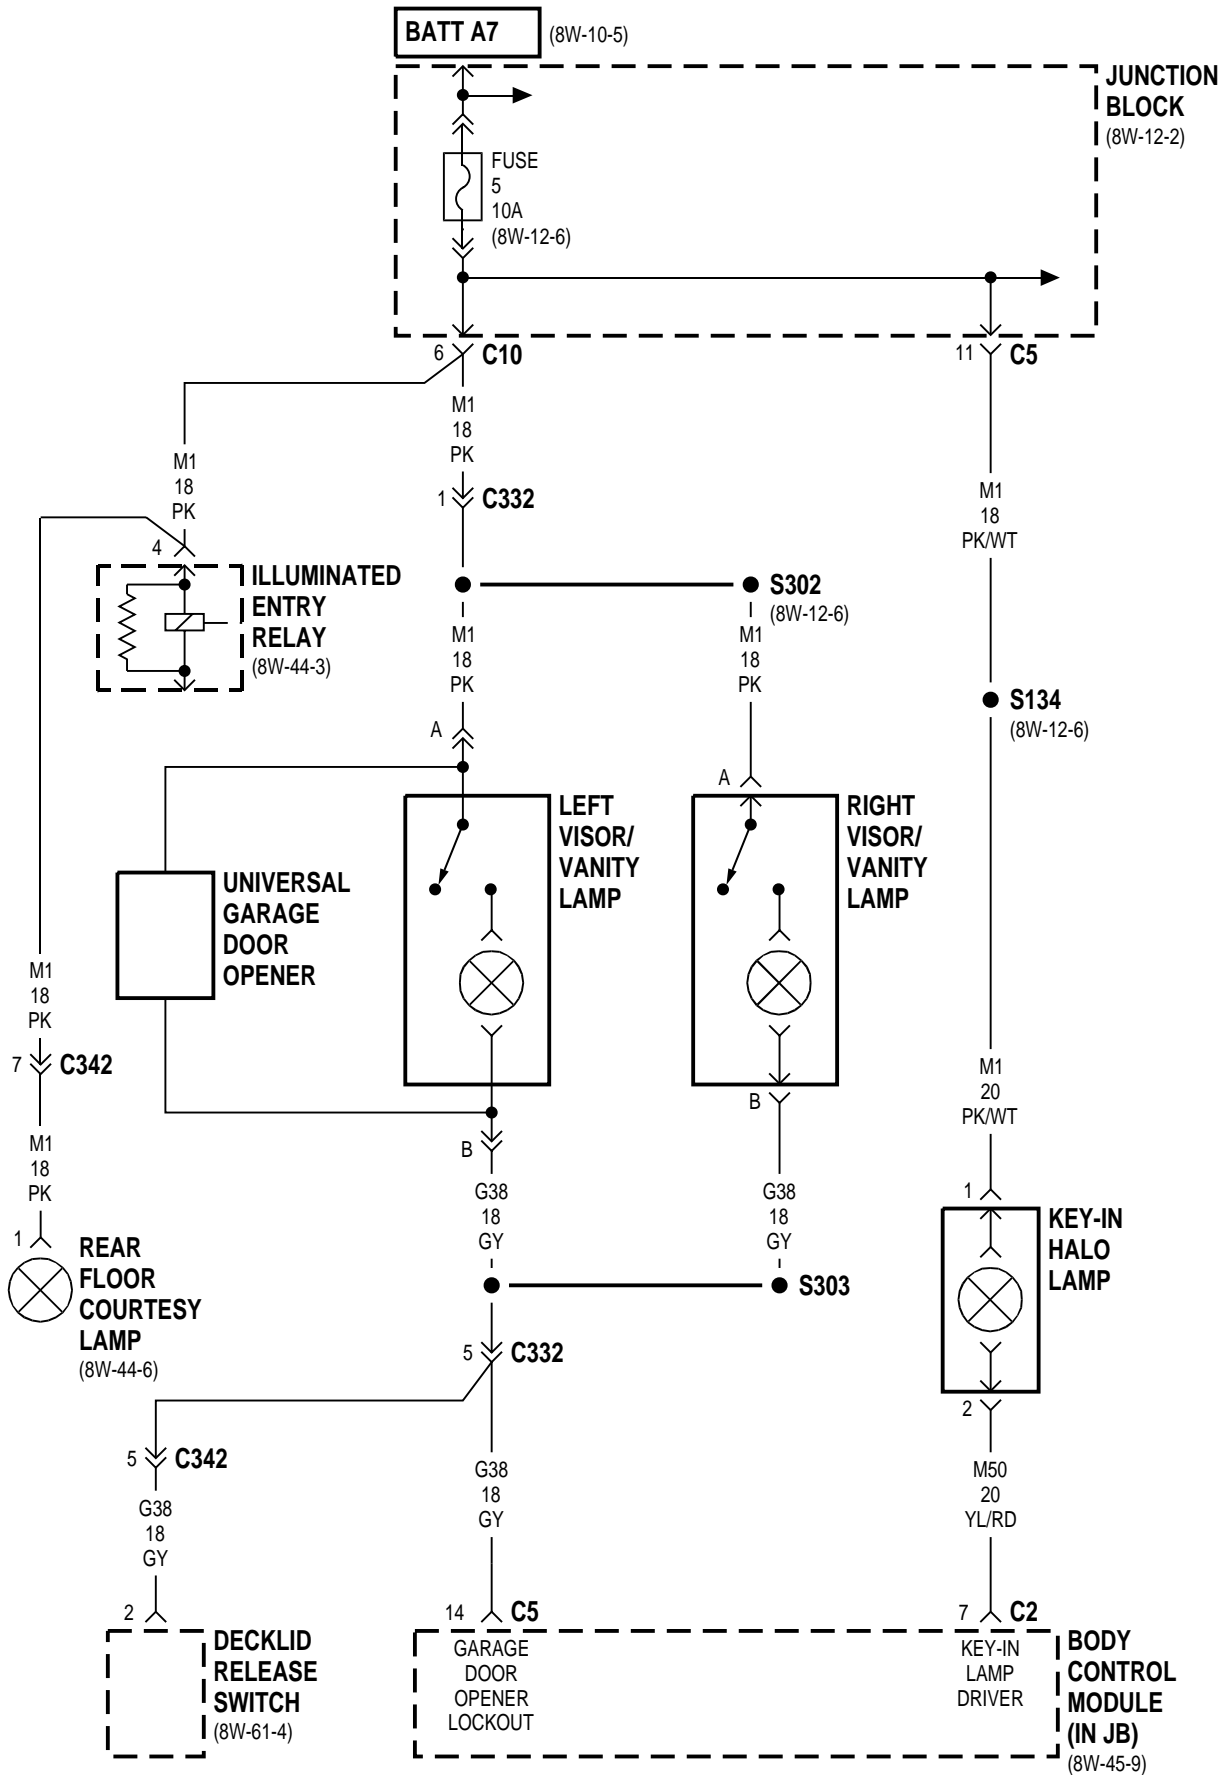 BATT A7 (8W-10-5)
JUNCTION
BLOCK
(8W-12-2)
FUSE
5
10A
(8W-12-6)
6 C10
11 C5
M1
18
PK
M1
18
PK
1 C332
M1
18
PK/WT
4
ILLUMINATED
ENTRY
RELAY
(8W-44-3)
S302
(8W-12-6)
M1
18
PK
M1
18
PK
S134
(8W-12-6)
A
A
LEFT
VISOR/
VANITY
LAMP
RIGHT
VISOR/
VANITY
LAMP
UNIVERSAL
GARAGE
DOOR
OPENER
M1
18
PK
7 C342
M1
20
PK/WT
B
B
M1
18
PK
G38
18
GY
G38
18
GY
1
KEY-IN
HALO
LAMP
1
REAR
FLOOR
COURTESY
LAMP
(8W-44-6)
S303
5 C332
2
5 C342
G38
18
GY
G38
18
GY
M50
20
YL/RD
2
DECKLID
RELEASE
SWITCH
(8W-61-4)
14 C5
GARAGE
DOOR
OPENER
LOCKOUT
7 C2
KEY-IN
LAMP
DRIVER
BODY
CONTROL
MODULE
(IN JB)
(8W-45-9)